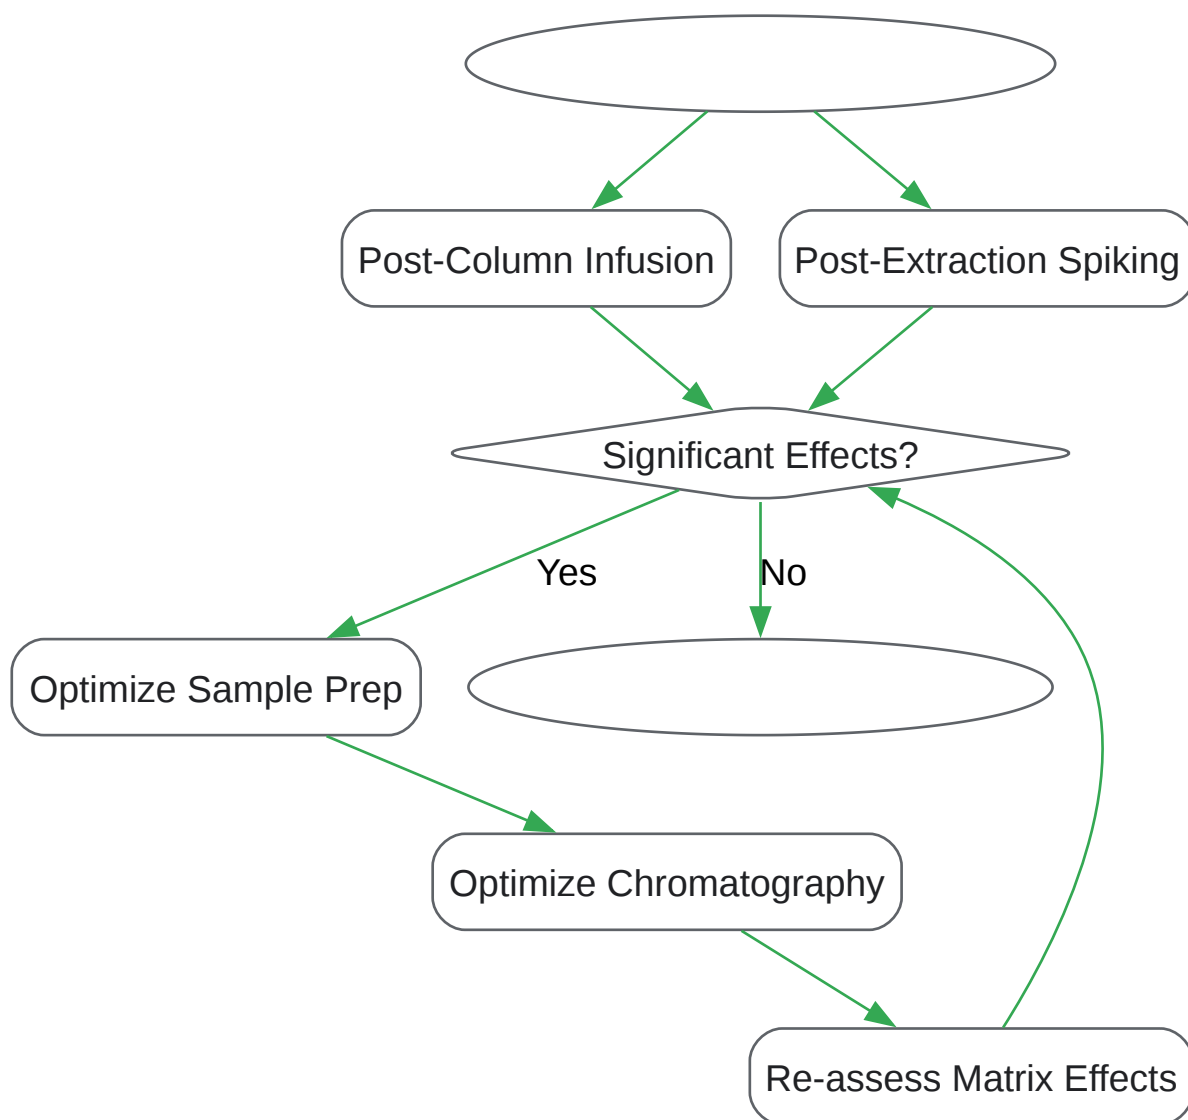 Post-Column Infusion
Post-Extraction Spiking
Significant Effects?
Yes
No
Optimize Sample Prep
Optimize Chromatography
Re-assess Matrix Effects